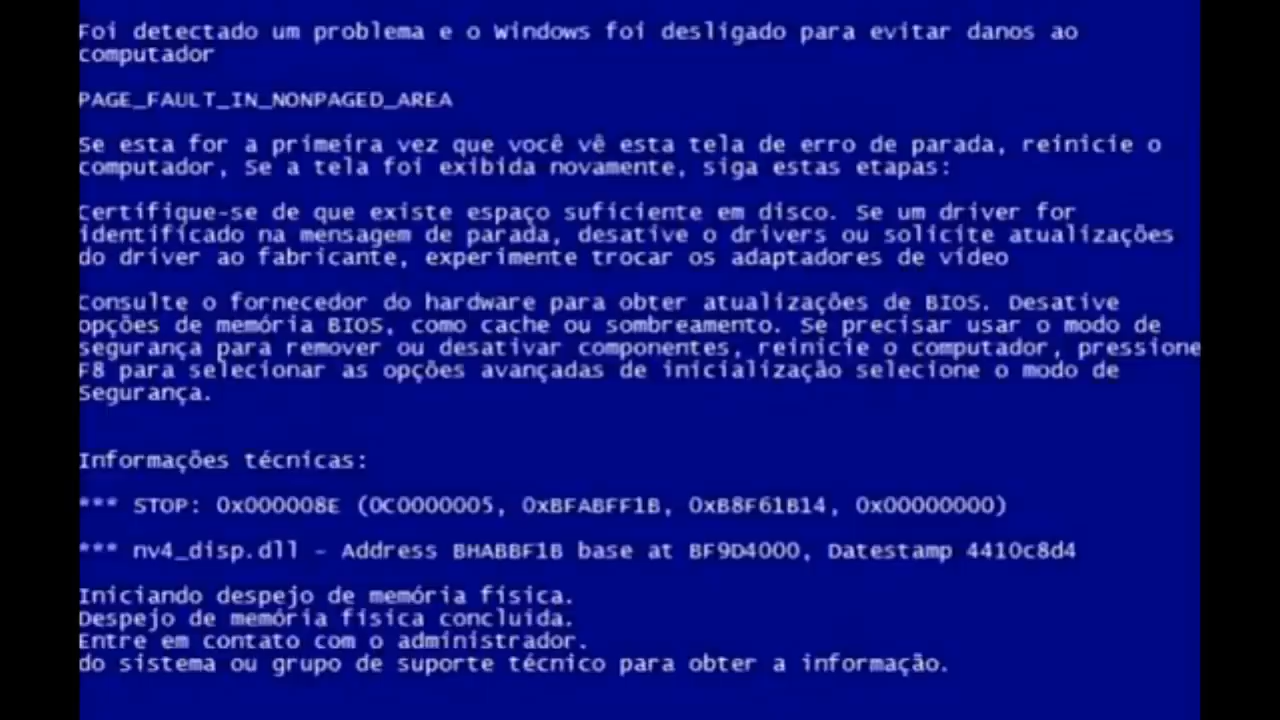 Foi detectado um problema e o Windows foi desligado para evitar danos ao
computador
PAGE_FAULT_IN_NONPAGED_AREA
Se esta for a primeira vez que você vê esta tela de erro de parada, reinicie o
computador, Se a tela foi exibida novamente, siga estas etapas:
Certifique-se de que existe espaço suficiente em disco. Se um driver for
identificado na mensagem de parada, desative o drivers ou solicite atualizações
do driver ao fabricante, experimente trocar os adaptadores de vídeo
Consulte o fornecedor do hardware para obter atualizações de BIOS. Desative
opções de memória BIOS, como cache ou sombreamento. Se precisar usar o modo de
segurança para remover ou desativar componentes, reinicie o computador, pressione
F8 para selecionar as opções avançadas de inicialização selecione o modo de
Segurança.
Informações técnicas:
*** STOP: 0x000008E (0C0000005, 0xBFABFF1B, 0xB8F61B14, 0x00000000)
*** nv4_disp.dll - Address BHABBF1B base at BF9D4000, Datestamp 4410c8d4
Iniciando despejo de memória física.
Despejo de memória física concluída.
Entre em contato com o administrador.
do sistema ou grupo de suporte técnico para obter a informação.